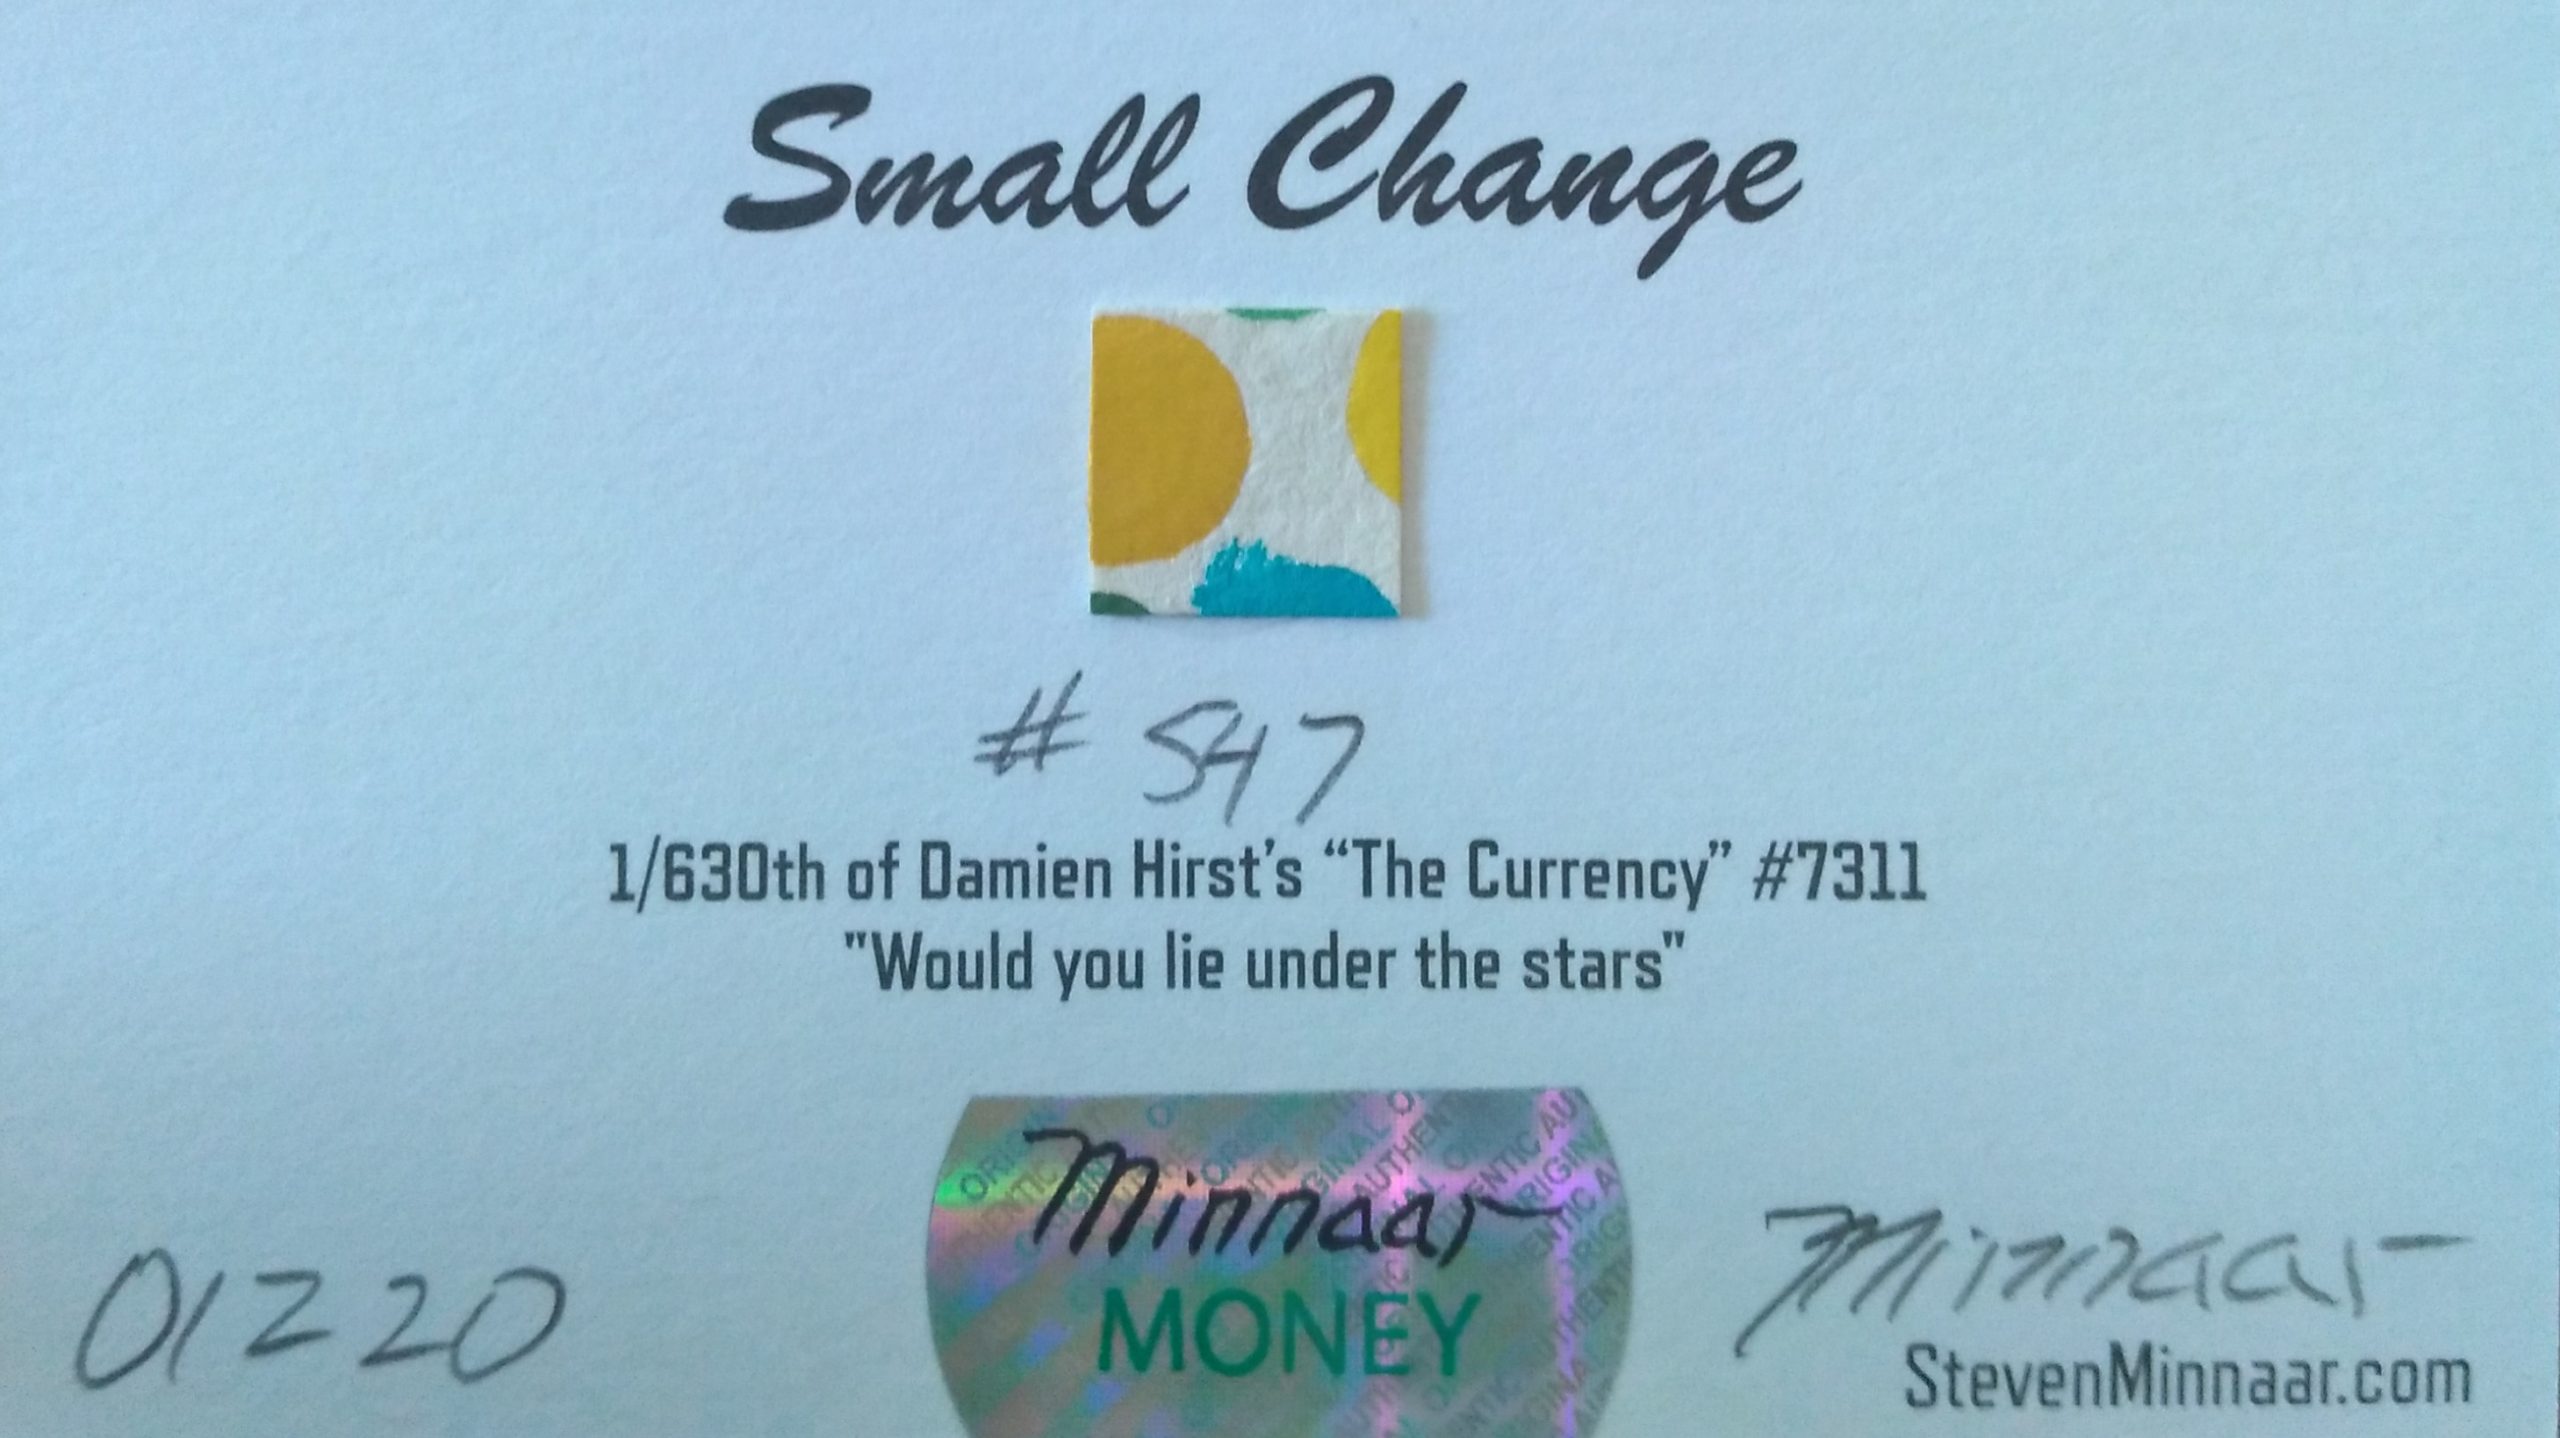 Small Change
# 547
1/630th of Damien Hirst's “The Currency” #7311
"Would you lie under the stars"
Minnaar
MONEY
01220
Minnaar
StevenMinnaar.com